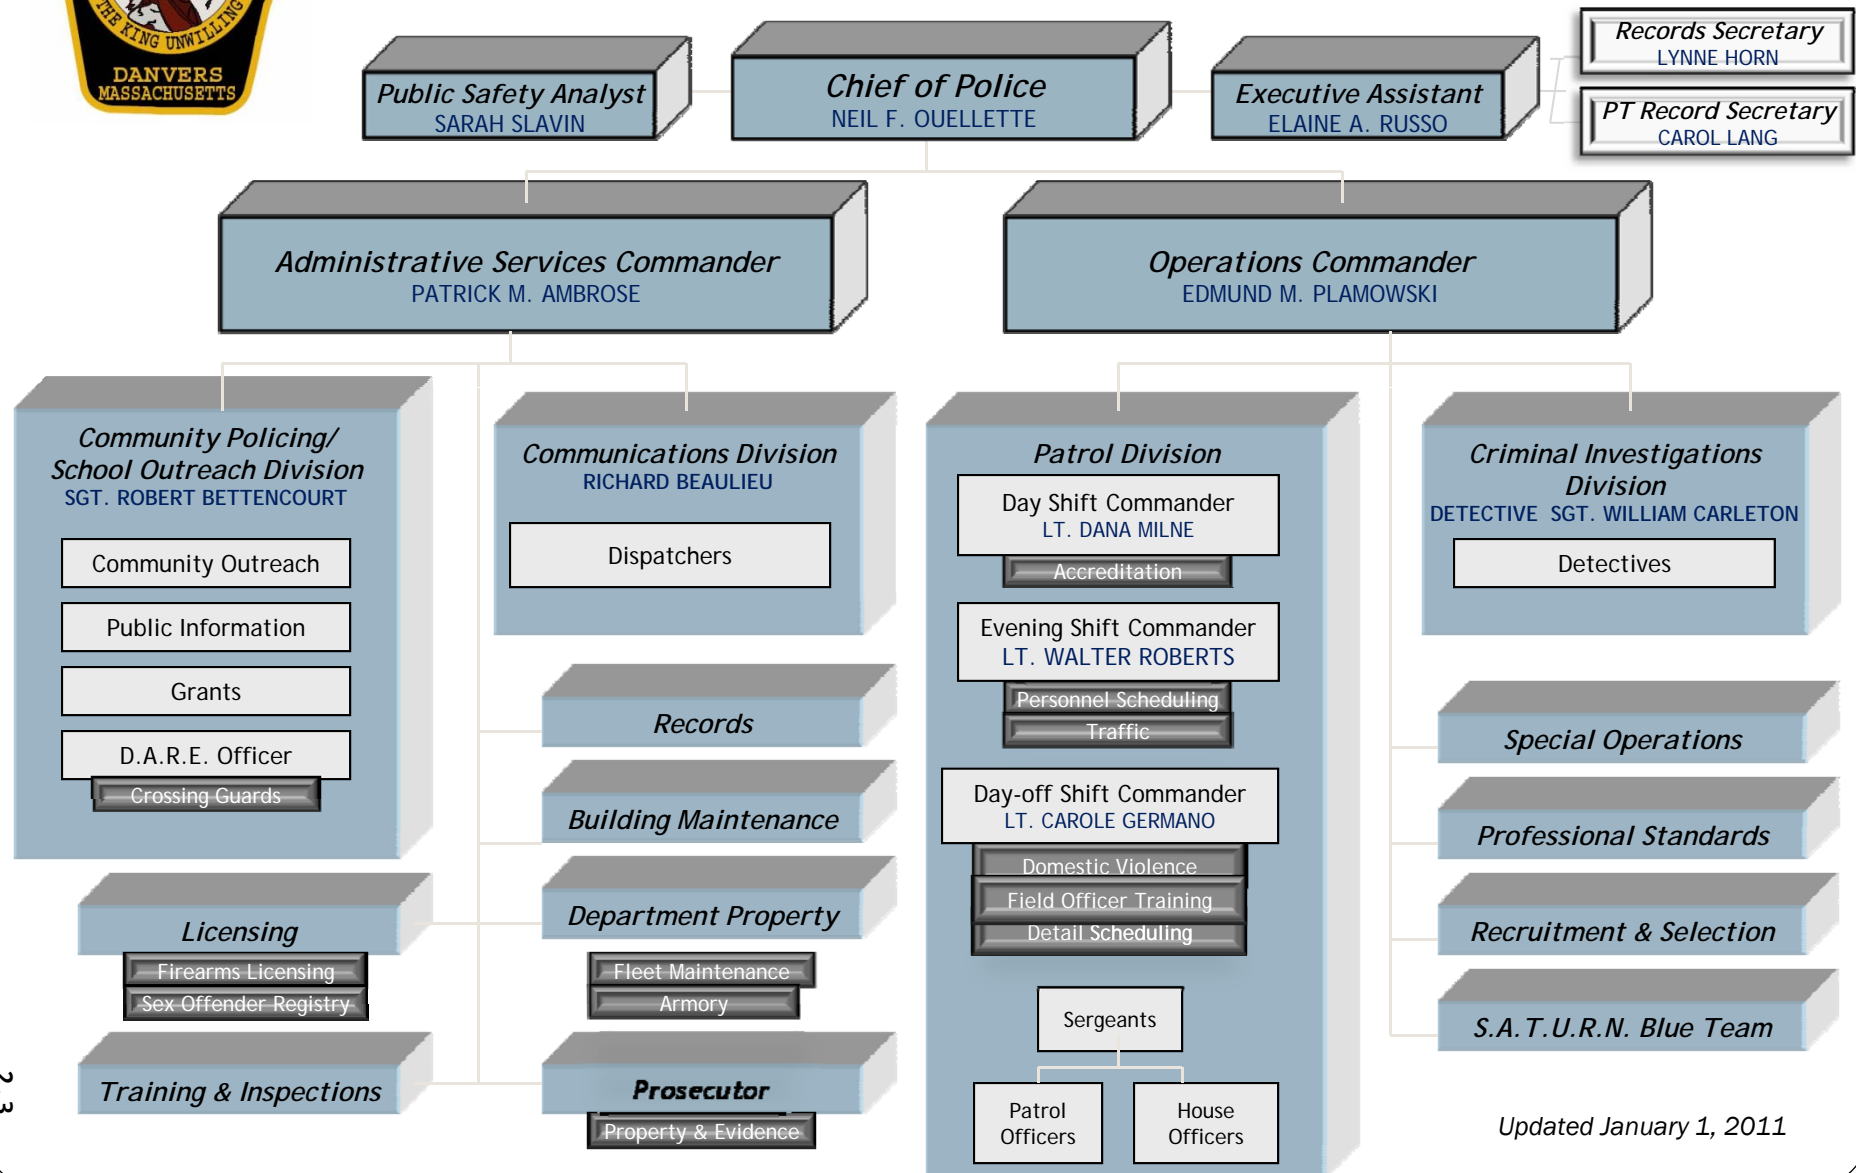 THE KING UNWILLING
DANVERS
MASSACHUSETTS
Public Safety Analyst
SARAH SLAVIN
Chief of Police
NEIL F. OUELLETTE
Executive Assistant
ELAINE A. RUSSO
Records Secretary
LYNNE HORN
PT Record Secretary
CAROL LANG
Administrative Services Commander
PATRICK M. AMBROSE
Operations Commander
EDMUND M. PLAMOWSKI
Community Policing/
School Outreach Division
SGT. ROBERT BETTENCOURT
Community Outreach
Public Information
Grants
D.A.R.E. Officer
Crossing Guards
Communications Division
RICHARD BEAULIEU
Dispatchers
Records
Building Maintenance
Department Property
Fleet Maintenance
Armory
Licensing
Firearms Licensing
Sex Offender Registry
Training & Inspections
Prosecutor
Property & Evidence
Patrol Division
Day Shift Commander
LT. DANA MILNE
Accreditation
Evening Shift Commander
LT. WALTER ROBERTS
Personnel Scheduling
Traffic
Day-off Shift Commander
LT. CAROLE GERMANO
Domestic Violence
Field Officer Training
Detail Scheduling
Sergeants
Patrol
Officers
House
Officers
Criminal Investigations
Division
DETECTIVE SGT. WILLIAM CARLETON
Detectives
Special Operations
Professional Standards
Recruitment & Selection
S.A.T.U.R.N. Blue Team
Updated January 1, 2011